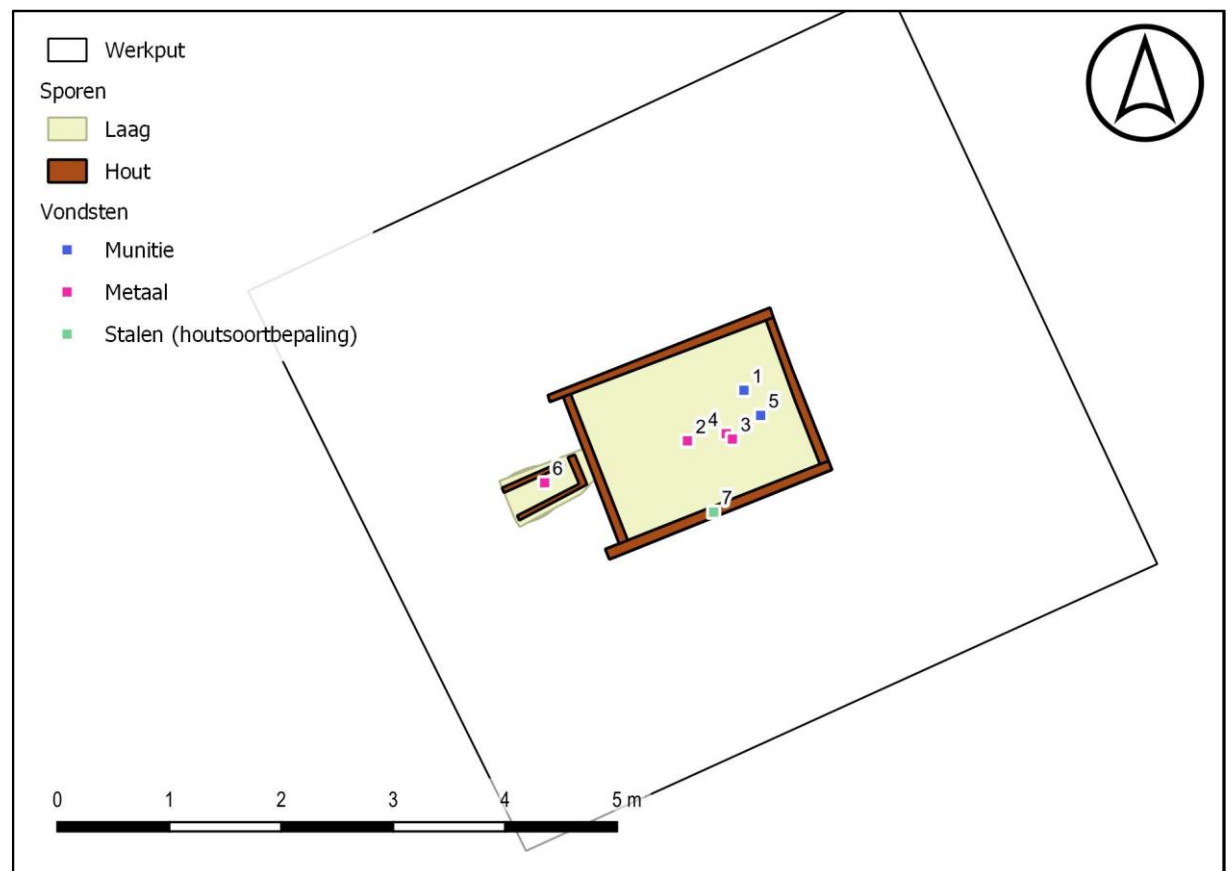 Werkput
Sporen
Laag
Hout
Vondsten
Munitie
Metaal
Stalen (houtsoortbepaling)
1
5
4
2
3
6
7
0 1 2 3 4 5 m